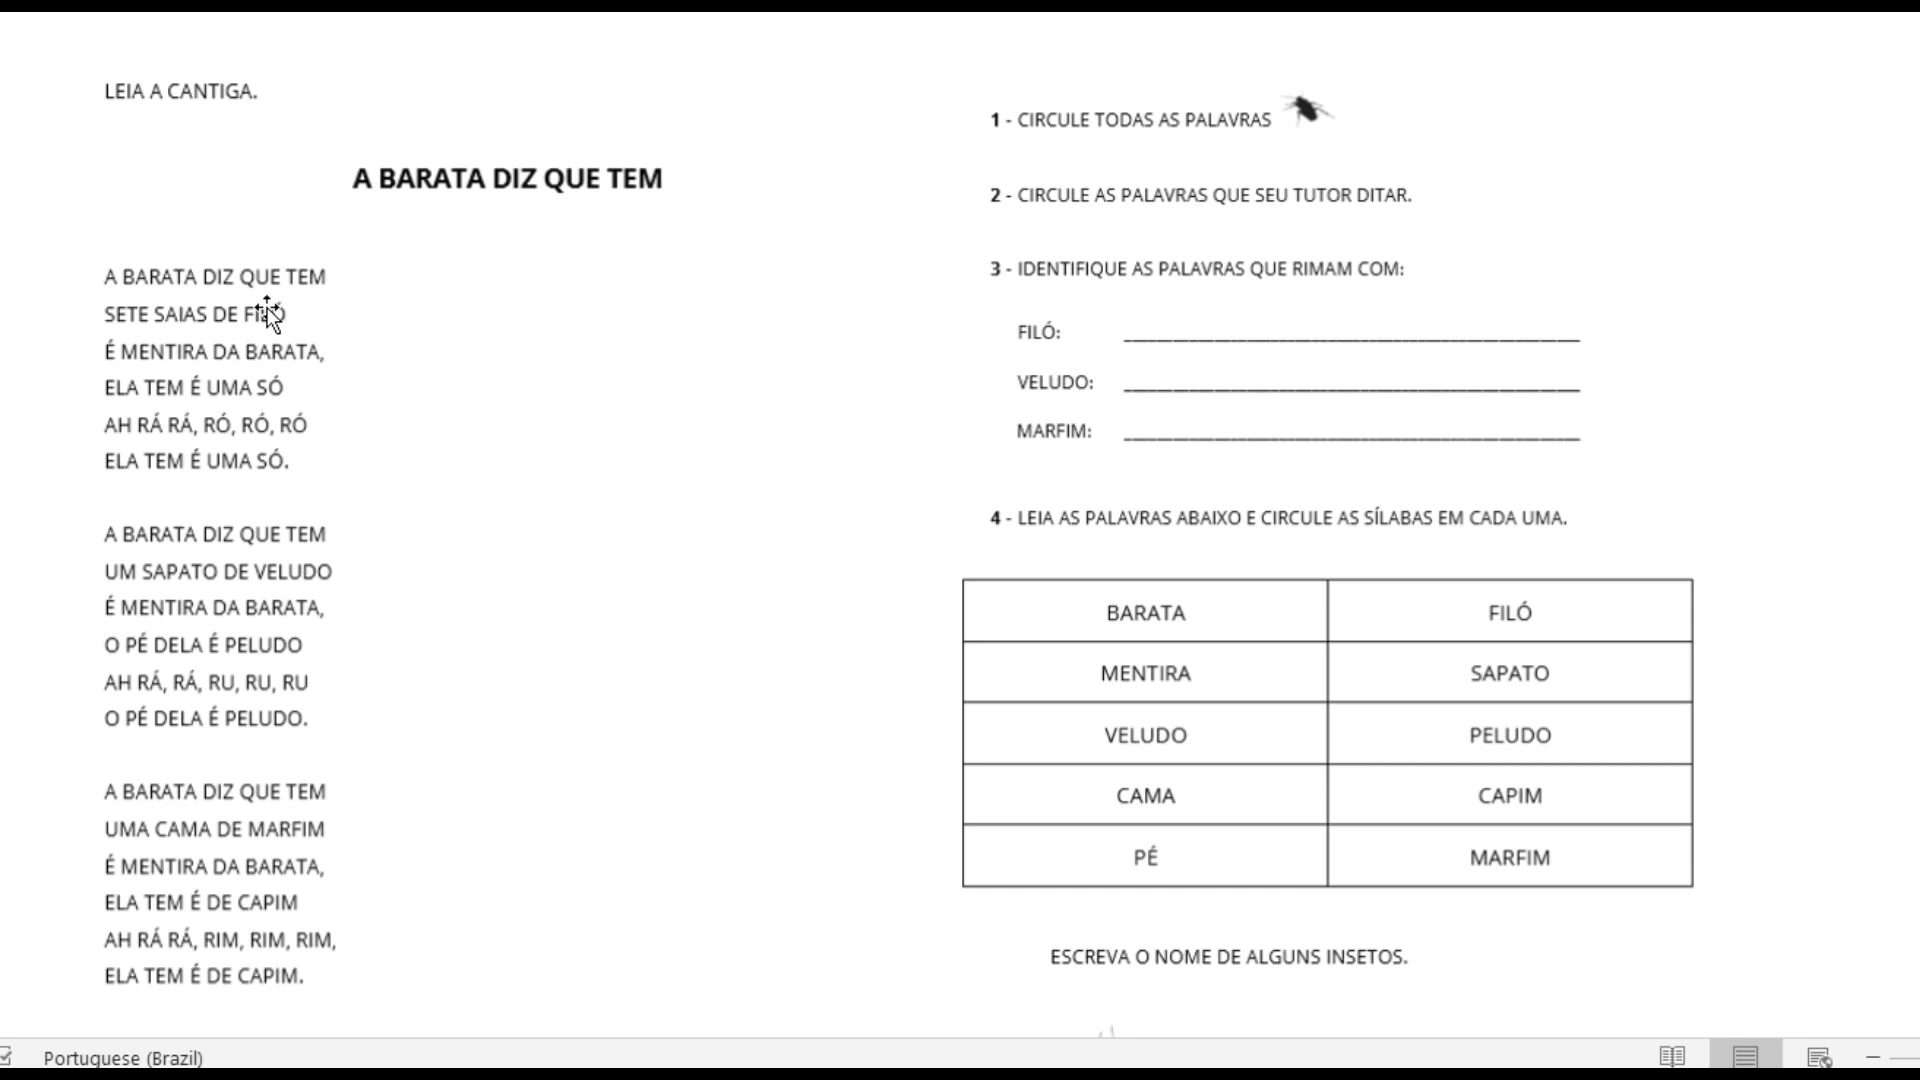 LEIA A CANTIGA.
A BARATA DIZ QUE TEM
A BARATA DIZ QUE TEM
SETE SAIAS DE FILÓ
É MENTIRA DA BARATA,
ELA TEM É UMA SÓ
AH RÁ RÁ, RÓ, RÓ, RÓ
ELA TEM É UMA SÓ.
A BARATA DIZ QUE TEM
UM SAPATO DE VELUDO
É MENTIRA DA BARATA,
O PÉ DELA É PELUDO
AH RÁ, RÁ, RU, RU, RU
O PÉ DELA É PELUDO.
A BARATA DIZ QUE TEM
UMA CAMA DE MARFIM
É MENTIRA DA BARATA,
ELA TEM É DE CAPIM
AH RÁ RÁ, RIM, RIM, RIM,
ELA TEM É DE CAPIM.
1 - CIRCULE TODAS AS PALAVRAS
2 - CIRCULE AS PALAVRAS QUE SEU TUTOR DITAR.
3 - IDENTIFIQUE AS PALAVRAS QUE RIMAM COM:
FILÓ:
VELUDO:
MARFIM:
4 - LEIA AS PALAVRAS ABAIXO E CIRCULE AS SÍLABAS EM CADA UMA.
BARATA FILÓ
MENTIRA SAPATO
VELUDO PELUDO
CAMA CAPIM
PÉ MARFIM
ESCREVA O NOME DE ALGUNS INSETOS.
Portuguese (Brazil)